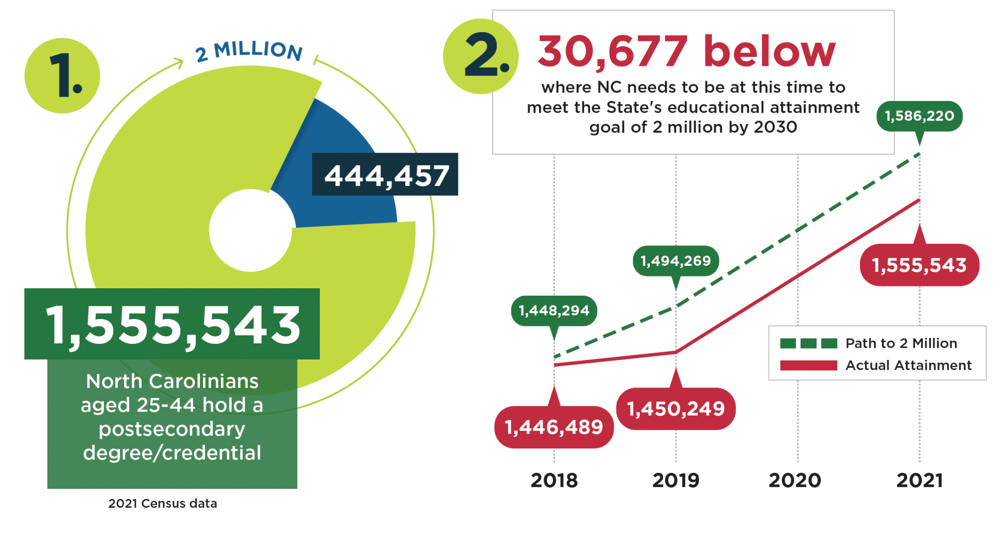 1.
2 MILLION
444,457
1,555,543
North Carolinians
aged 25-44 hold a
postsecondary
degree/credential
2021 Census data
2.
30,677 below
where NC needs to be at this time to
meet the State's educational attainment
goal of 2 million by 2030
1,586,220
1,494,269
1,555,543
1,448,294
Path to 2 Million
Actual Attainment
1,450,249
1,446,489
2018 2019 2020 2021